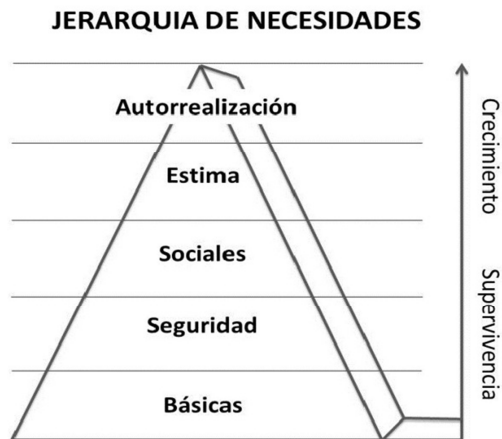 JERARQUIA DE NECESIDADES
Autorrealización
Estima
Sociales
Seguridad
Básicas
Crecimiento
Supervivencia